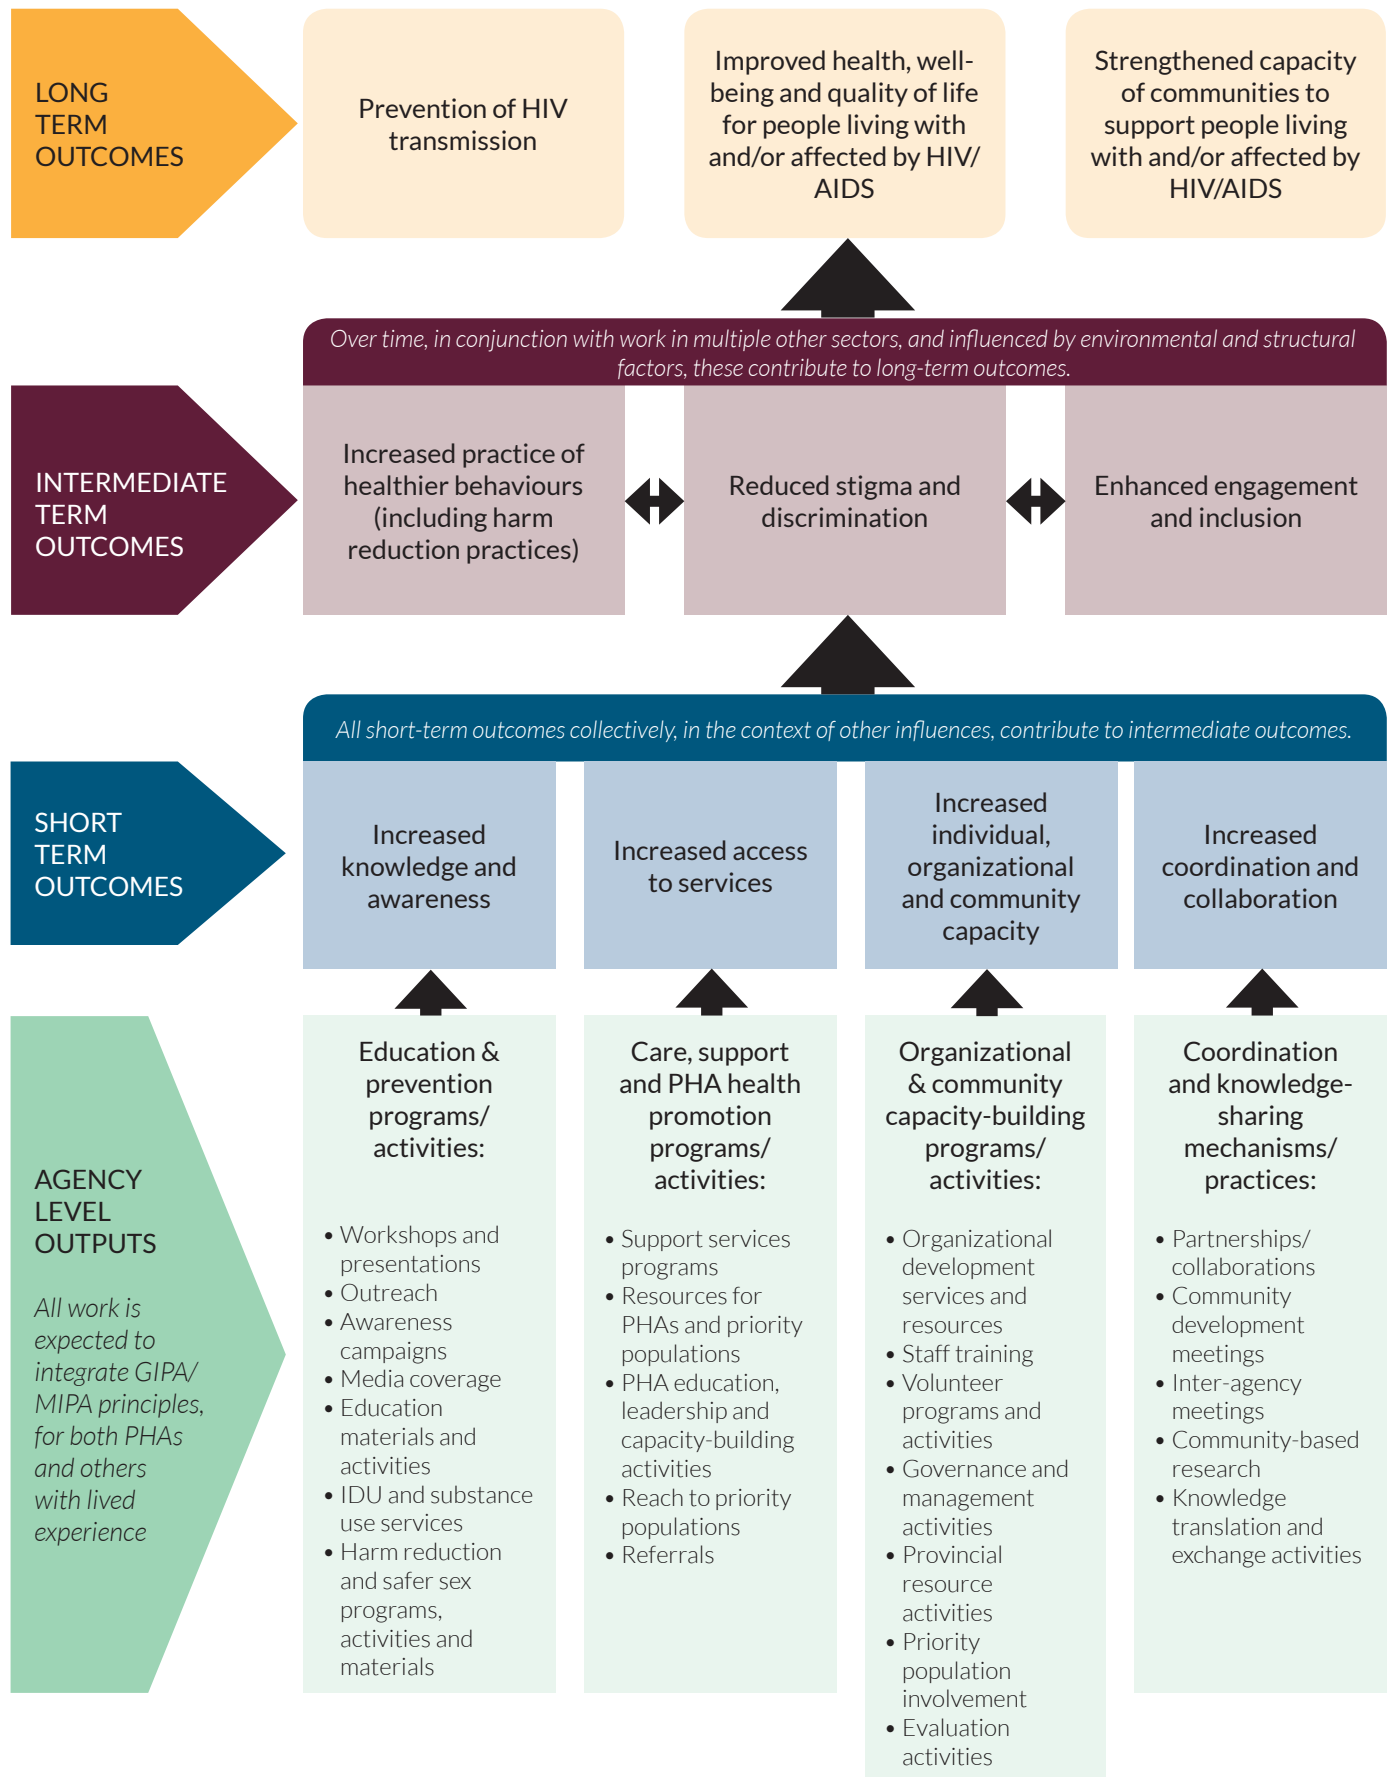 LONG
TERM
OUTCOMES
Prevention of HIV
transmission
Improved health, well-
being and quality of life
for people living with
and/or affected by HIV/
AIDS
Strengthened capacity
of communities to
support people living
with and/or affected by
HIV/AIDS
Over time, in conjunction with work in multiple other sectors, and influenced by environmental and structural
factors, these contribute to long-term outcomes.
INTERMEDIATE
TERM
OUTCOMES
Increased practice of
healthier behaviours
(including harm
reduction practices)
Reduced stigma and
discrimination
Enhanced engagement
and inclusion
All short-term outcomes collectively, in the context of other influences, contribute to intermediate outcomes.
SHORT
TERM
OUTCOMES
Increased
knowledge and
awareness
Increased access
to services
Increased
individual,
organizational
and community
capacity
Increased
coordination and
collaboration
AGENCY
LEVEL
OUTPUTS
All work is
expected to
integrate GIPA/
MIPA principles,
for both PHAs
and others
with lived
experience
Education &
prevention
programs/
activities:
• Workshops and
presentations
• Outreach
• Awareness
campaigns
• Media coverage
• Education
materials and
activities
• IDU and substance
use services
• Harm reduction
and safer sex
programs,
activities and
materials
Care, support
and PHA health
promotion
programs/
activities:
• Support services
programs
• Resources for
PHAs and priority
populations
• PHA education,
leadership and
capacity-building
activities
• Reach to priority
populations
• Referrals
Organizational
& community
capacity-building
programs/
activities:
• Organizational
development
services and
resources
• Staff training
• Volunteer
programs and
activities
• Governance and
management
activities
• Provincial
resource
activities
• Priority
population
involvement
• Evaluation
activities
Coordination
and knowledge-
sharing
mechanisms/
practices:
• Partnerships/
collaborations
• Community
development
meetings
• Inter-agency
meetings
• Community-based
research
• Knowledge
translation and
exchange activities